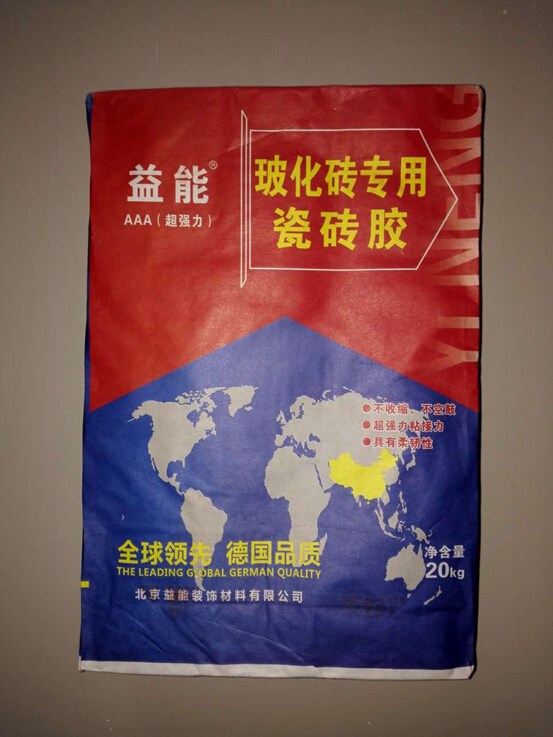 益能®
AAA（超强力）
玻化砖专用
瓷砖胶
YI NENG
●不收缩、不空鼓
●超强力粘接力
●具有柔韧性
全球领先 德国品质
THE LEADING GLOBAL GERMAN QUALITY
净含量
20kg
北京益能装饰材料有限公司